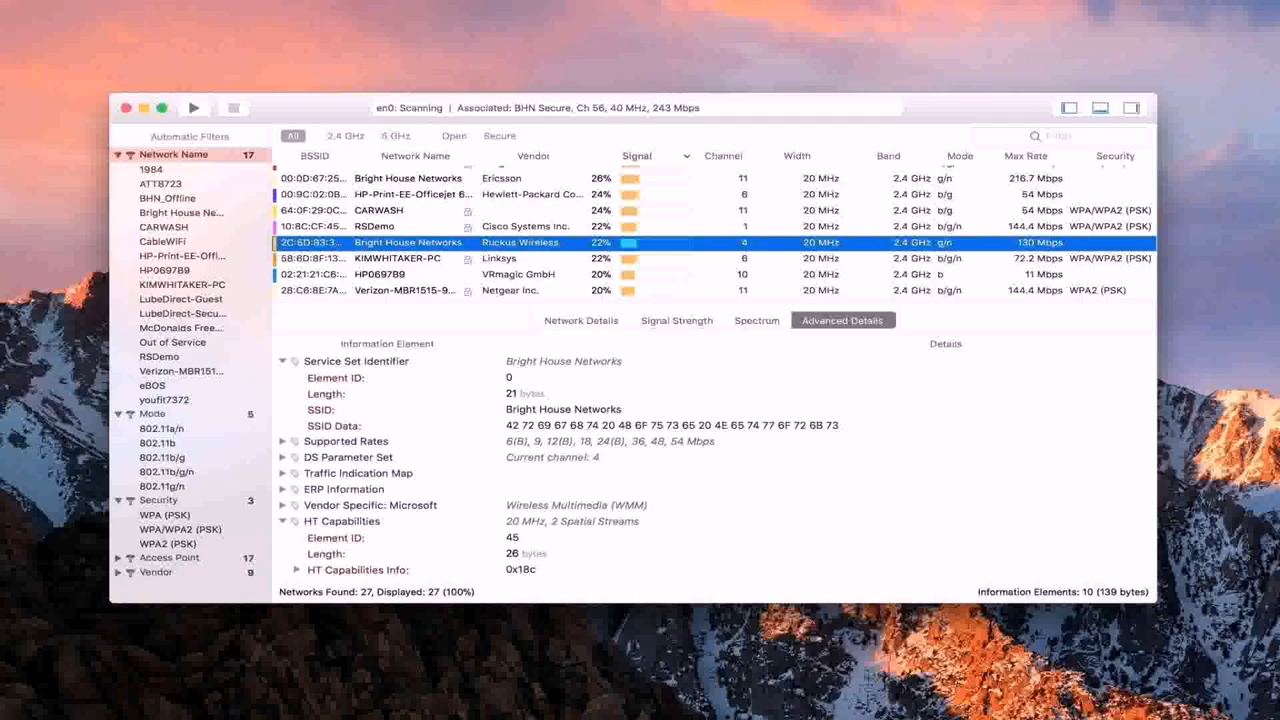 en0: Scanning | Associated: BHN Secure, Ch 56, 40 MHz, 243 Mbps
Automatic Filters
Network Name 17
1984
ATT8723
BHN_Offline
Bright House Ne...
CARWASH
CableWiFi
HP-Print-EE-Offi...
HP0697B9
KIMWHITAKER-PC
LubeDirect-Guest
LubeDirect-Secu...
McDonalds Free...
Out of Service
RSDemo
Verizon-MBR151...
eBOS
youfit7372
Mode 5
802.11a/n
802.11b
802.11b/g
802.11b/g/n
802.11g/n
Security 3
WPA (PSK)
WPA/WPA2 (PSK)
WPA2 (PSK)
Access Point 17
Vendor 9
All 2.4 GHz 5 GHz Open Secure Filter
BSSID Network Name Vendor Signal Channel Width Band Mode Max Rate Security
00:0D:67:25... Bright House Networks Ericsson 26% 11 20 MHz 2.4 GHz g/n 216.7 Mbps
00:9C:02:0B... HP-Print-EE-Officejet 6... Hewlett-Packard Co... 24% 6 20 MHz 2.4 GHz b/g 54 Mbps
64:0F:29:0C... CARWASH 24% 11 20 MHz 2.4 GHz b/g 54 Mbps WPA/WPA2 (PSK)
10:8C:CF:45... RSDemo Cisco Systems Inc. 22% 1 20 MHz 2.4 GHz b/g/n 144.4 Mbps WPA/WPA2 (PSK)
2C:5D:93:3... Bright House Networks Ruckus Wireless 22% 4 20 MHz 2.4 GHz g/n 130 Mbps
58:6D:8F:13... KIMWHITAKER-PC Linksys 22% 6 20 MHz 2.4 GHz b/g/n 72.2 Mbps WPA/WPA2 (PSK)
02:21:21:C6:... HP0697B9 VRmagic GmbH 20% 10 20 MHz 2.4 GHz b 11 Mbps
28:C6:8E:7A... Verizon-MBR1515-9... Netgear Inc. 20% 11 20 MHz 2.4 GHz b/g/n 144.4 Mbps WPA2 (PSK)
Network Details Signal Strength Spectrum Advanced Details
Information Element Details
Service Set Identifier Bright House Networks
Element ID: 0
Length: 21 bytes
SSID: Bright House Networks
SSID Data: 42 72 69 67 68 74 20 48 6F 75 73 65 20 4E 65 74 77 6F 72 6B 73
Supported Rates 6(B), 9, 12(B), 18, 24(B), 36, 48, 54 Mbps
DS Parameter Set Current channel: 4
Traffic Indication Map
ERP Information
Vendor Specific: Microsoft Wireless Multimedia (WMM)
HT Capabilities 20 MHz, 2 Spatial Streams
Element ID: 45
Length: 26 bytes
HT Capabilities Info: 0x18c
Networks Found: 27, Displayed: 27 (100%) Information Elements: 10 (139 bytes)